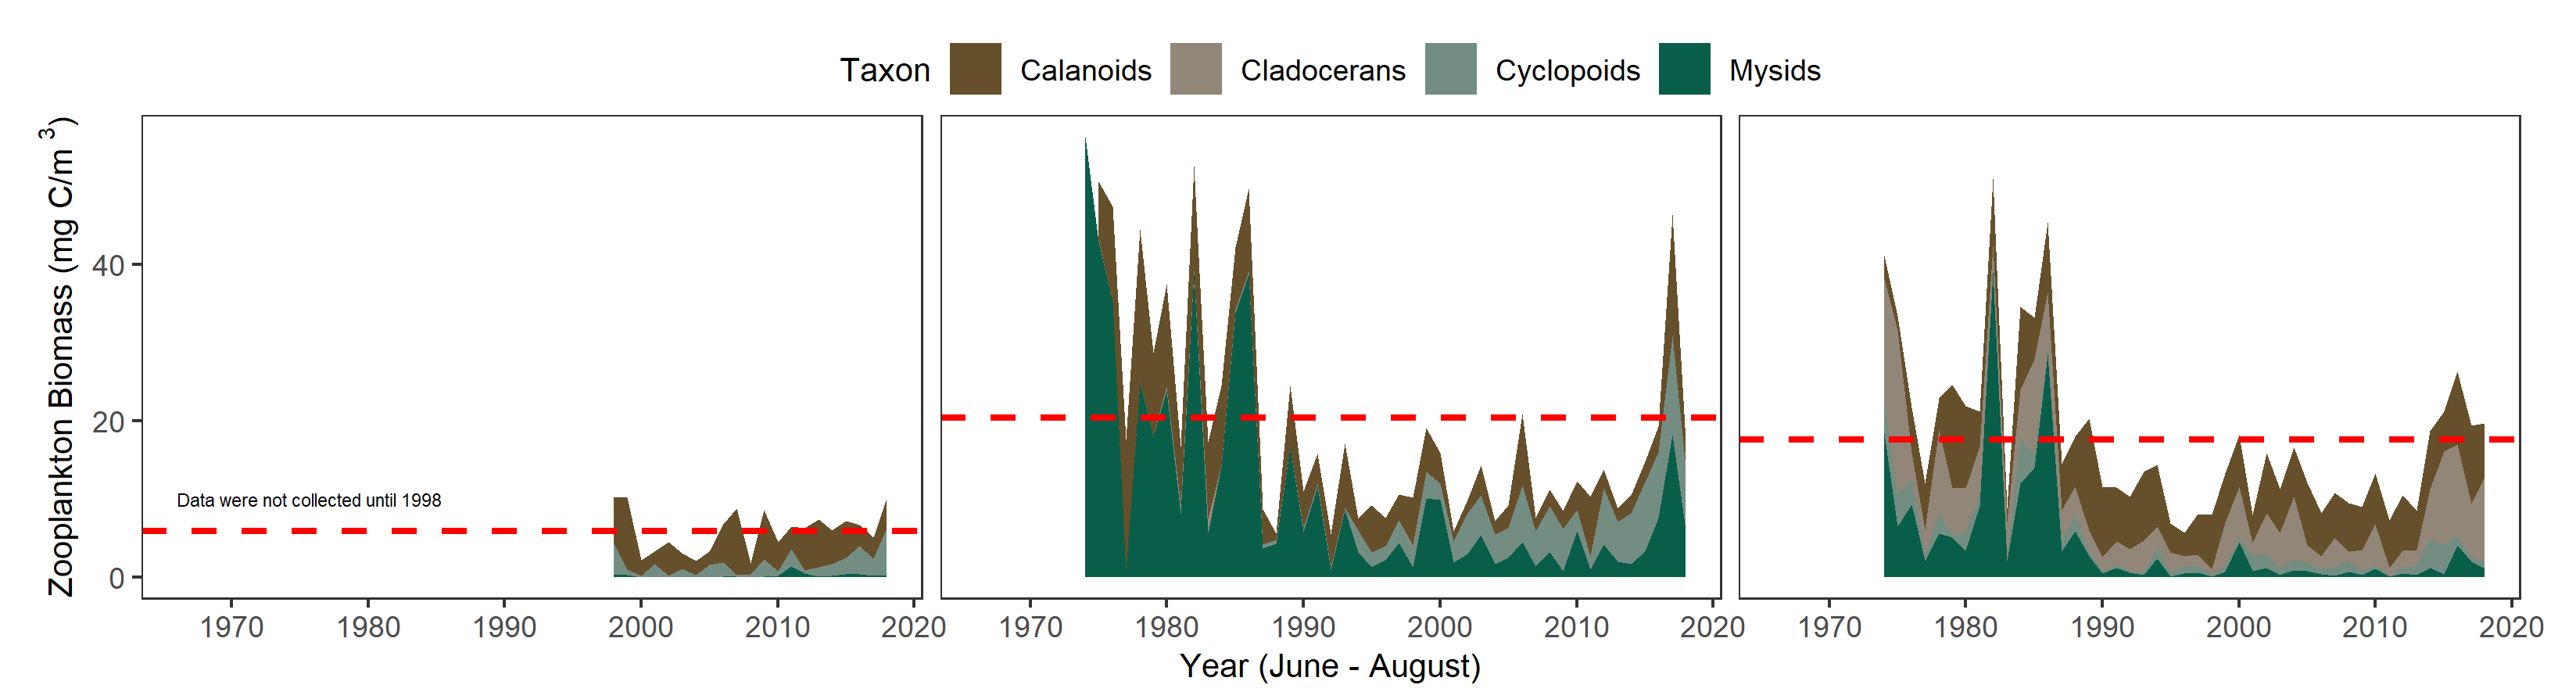 Taxon Calanoids Cladocerans Cyclopoids Mysids
Zooplankton Biomass (mg C/m ³)
40
20
0
Data were not collected until 1998
1970 1980 1990 2000 2010 2020 1970 1980 1990 2000 2010 2020 1970 1980 1990 2000 2010 2020
Year (June - August)